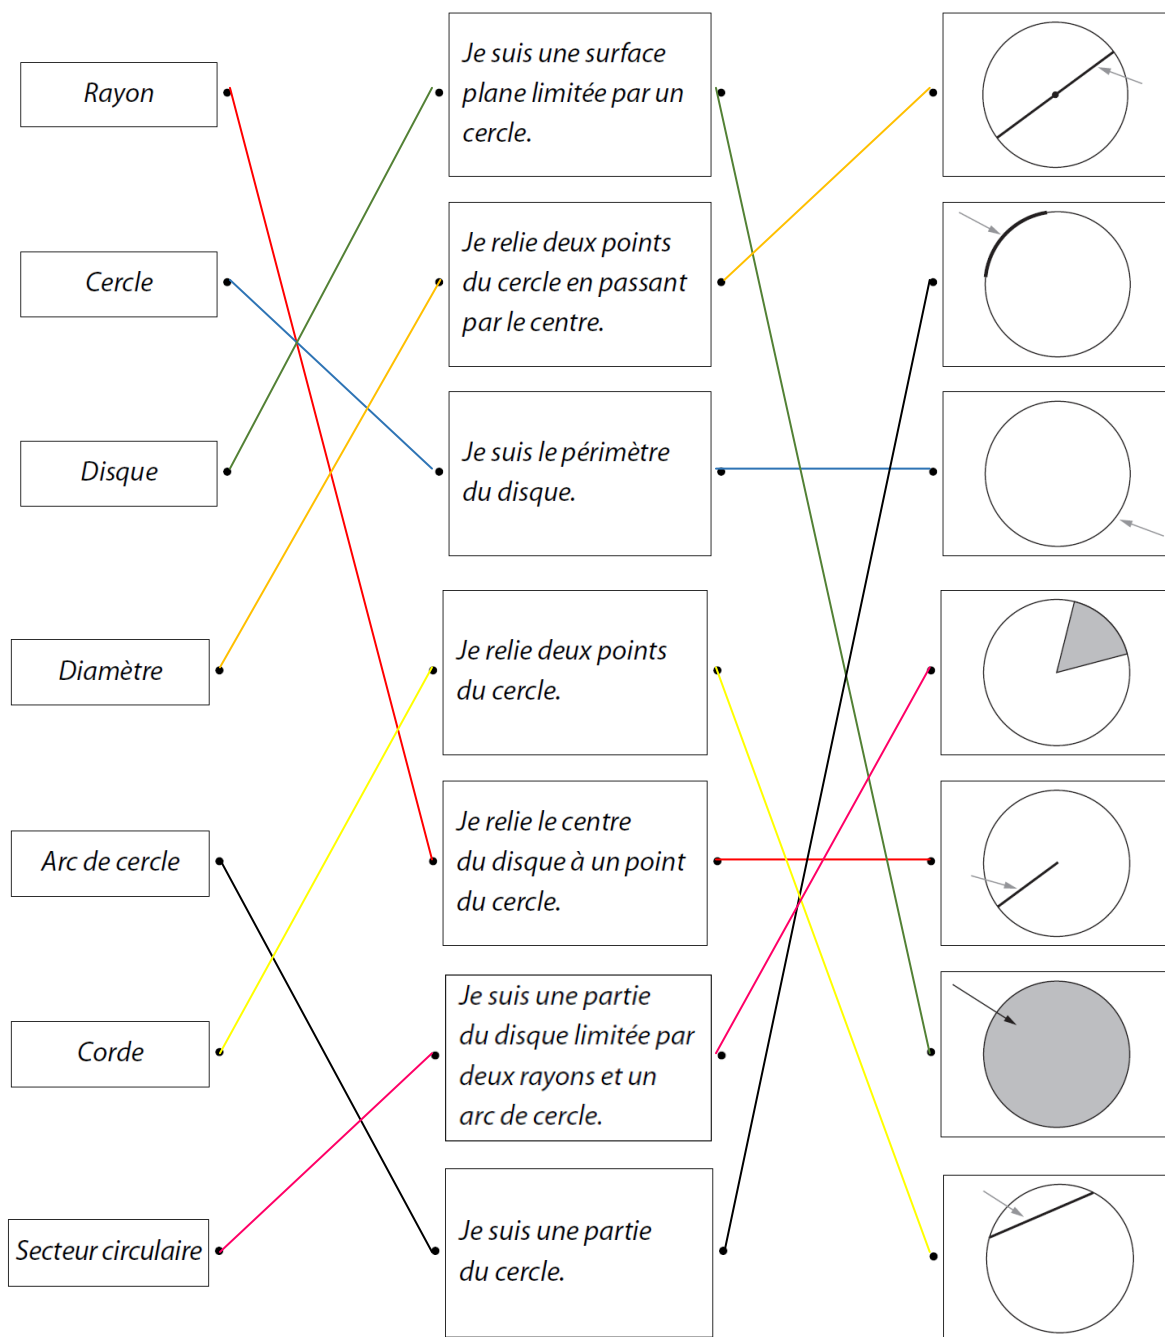 Rayon
Je suis une surface
plane limitée par un
cercle.
Cercle
Je relie deux points
du cercle en passant
par le centre.
Disque
Je suis le périmètre
du disque.
Diamètre
Je relie deux points
du cercle.
Arc de cercle
Je relie le centre
du disque à un point
du cercle.
Corde
Je suis une partie
du disque limitée par
deux rayons et un
arc de cercle.
Secteur circulaire
Je suis une partie
du cercle.